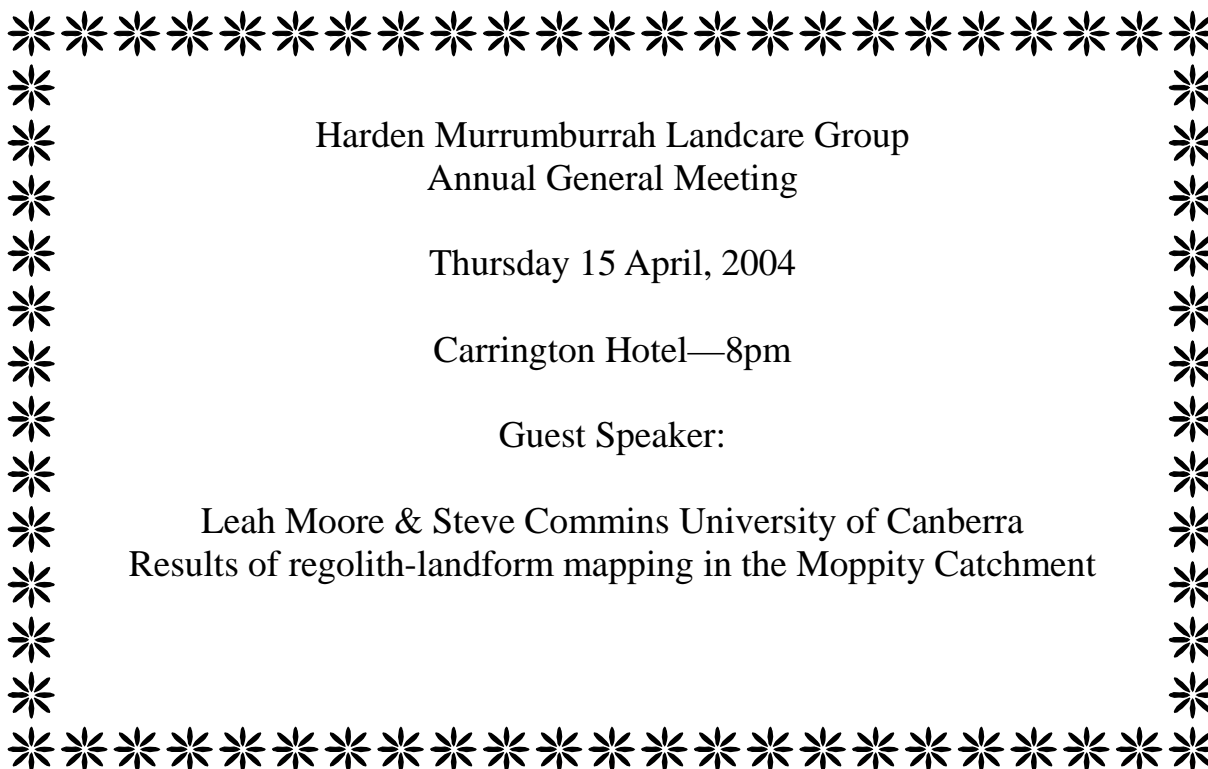 Harden Murrumburrah Landcare Group
Annual General Meeting
Thursday 15 April, 2004
Carrington Hotel—8pm
Guest Speaker:
Leah Moore & Steve Commins University of Canberra
Results of regolith-landform mapping in the Moppity Catchment